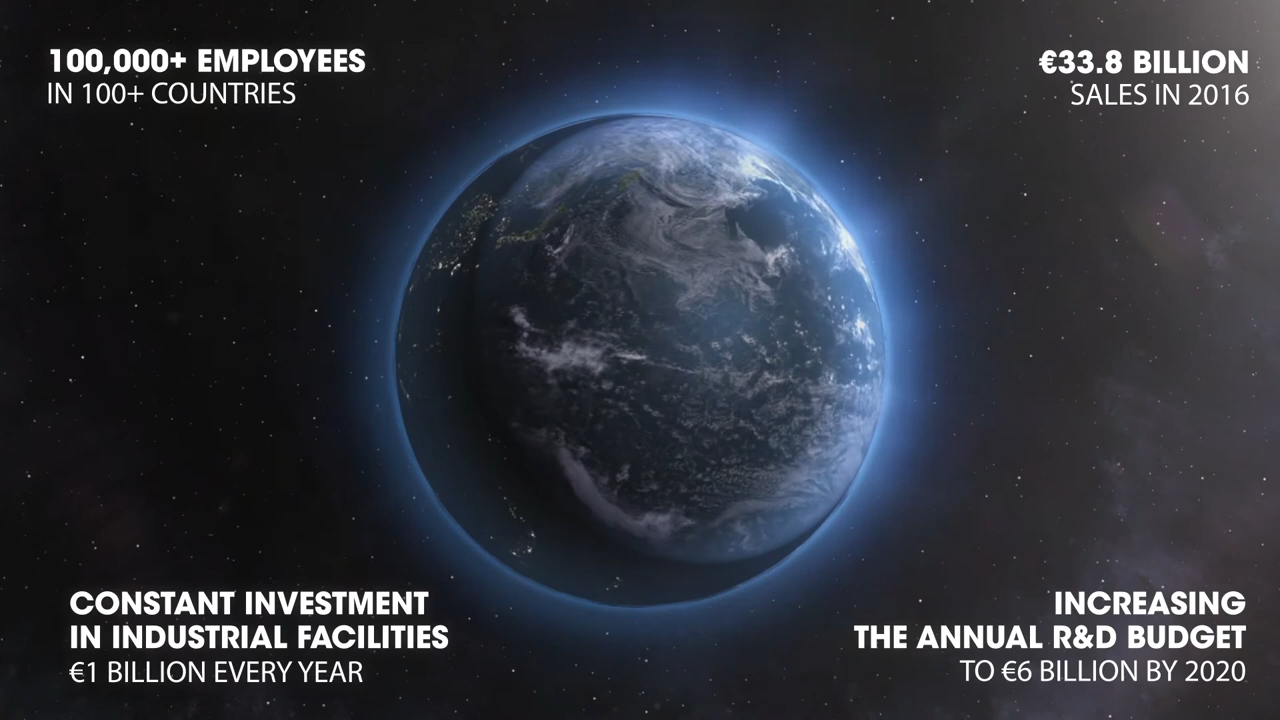 100,000+ EMPLOYEES
IN 100+ COUNTRIES
€33.8 BILLION
SALES IN 2016
CONSTANT INVESTMENT
IN INDUSTRIAL FACILITIES
€1 BILLION EVERY YEAR
INCREASING
THE ANNUAL R&D BUDGET
TO €6 BILLION BY 2020